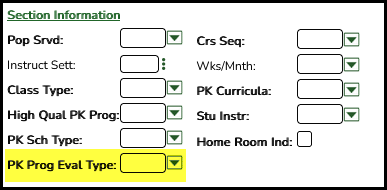 Section Information
Pop Srvd: Crs Seq:
Instruct Sett: Wks/Mnth:
Class Type: PK Curricula:
High Qual PK Prog: Stu Instr:
PK Sch Type: Home Room Ind:
PK Prog Eval Type: